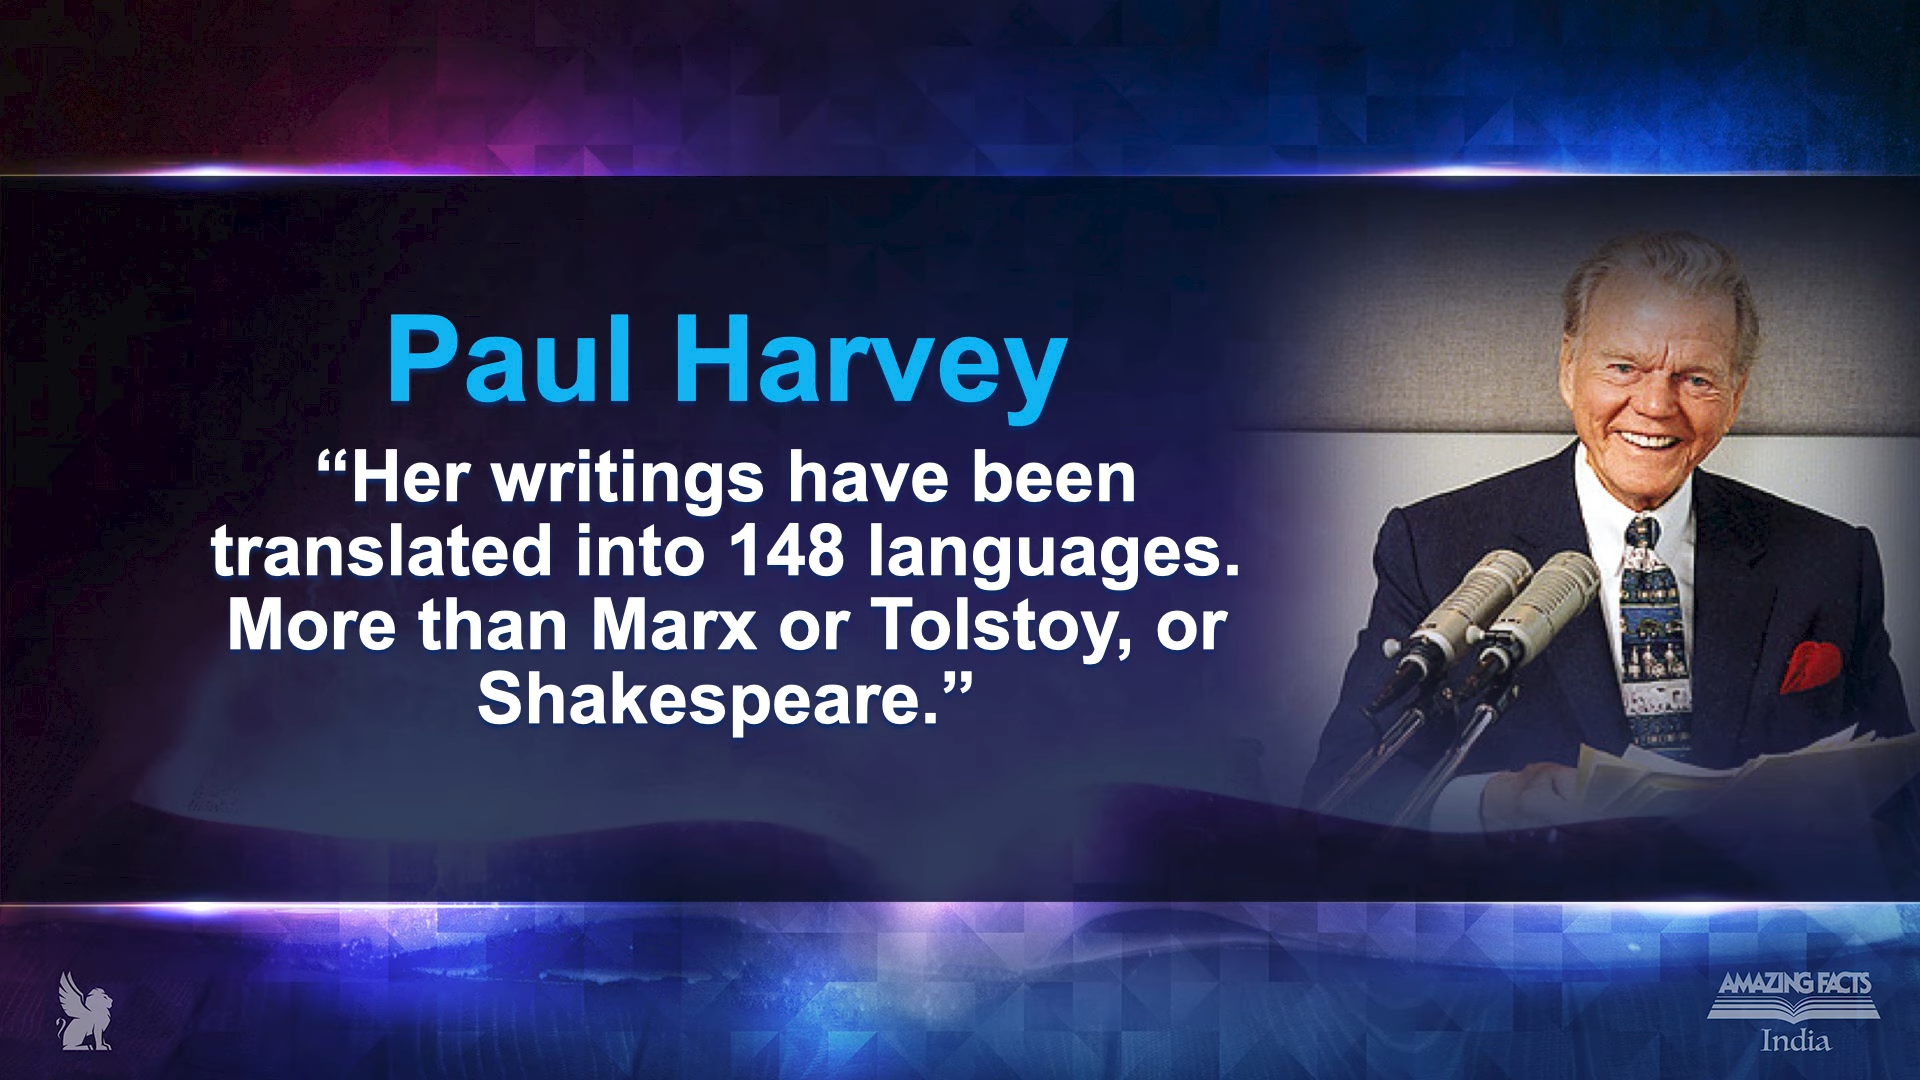 Paul Harvey
“Her writings have been
translated into 148 languages.
More than Marx or Tolstoy, or
Shakespeare.”
AMAZING FACTS
India